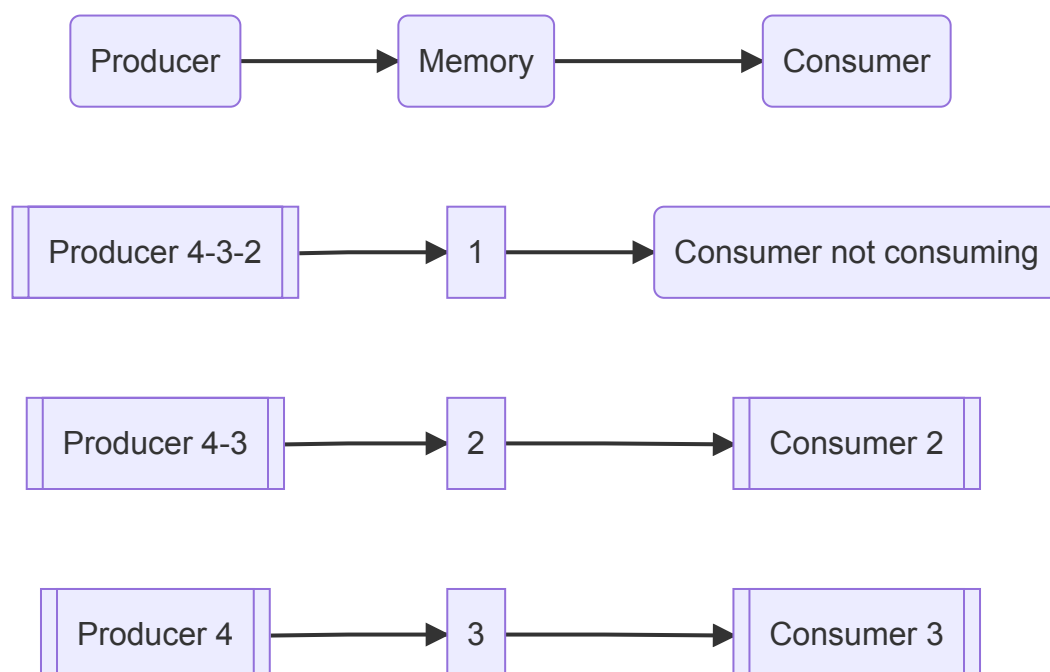 Producer
Memory
Consumer
Producer 4-3-2
1
Consumer not consuming
Producer 4-3
2
Consumer 2
Producer 4
3
Consumer 3